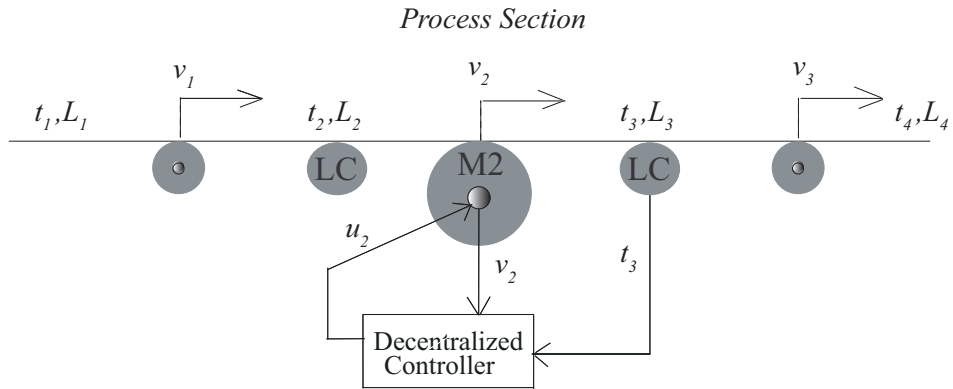 Process Section
v1
v2
v3
t1,L1
t2,L2
t3,L3
t4,L4
LC
M2
LC
u2
v2
t3
Decentralized
Controller